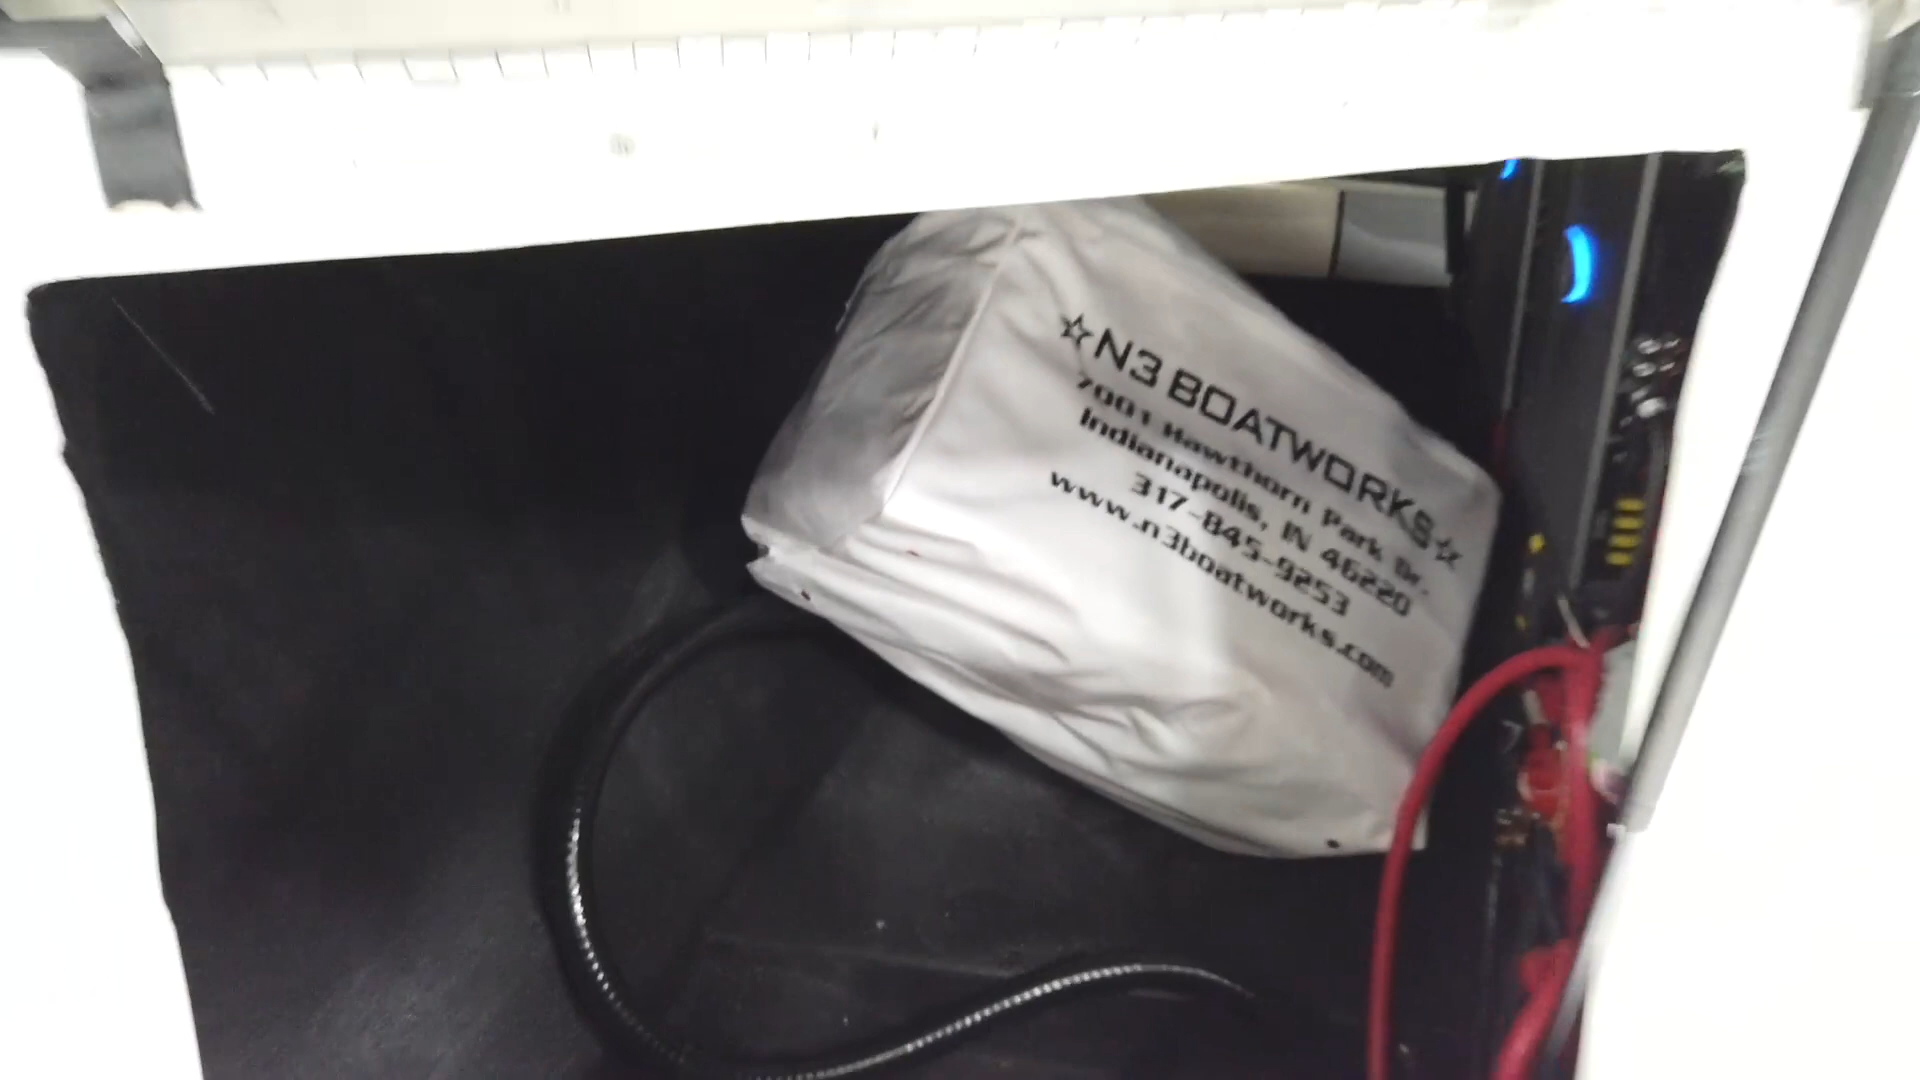 ☆N3 BOATWORKS☆
7001 Hawthorn Park Dr.
Indianapolis, IN 46220
317-845-9253
www.n3boatworks.com